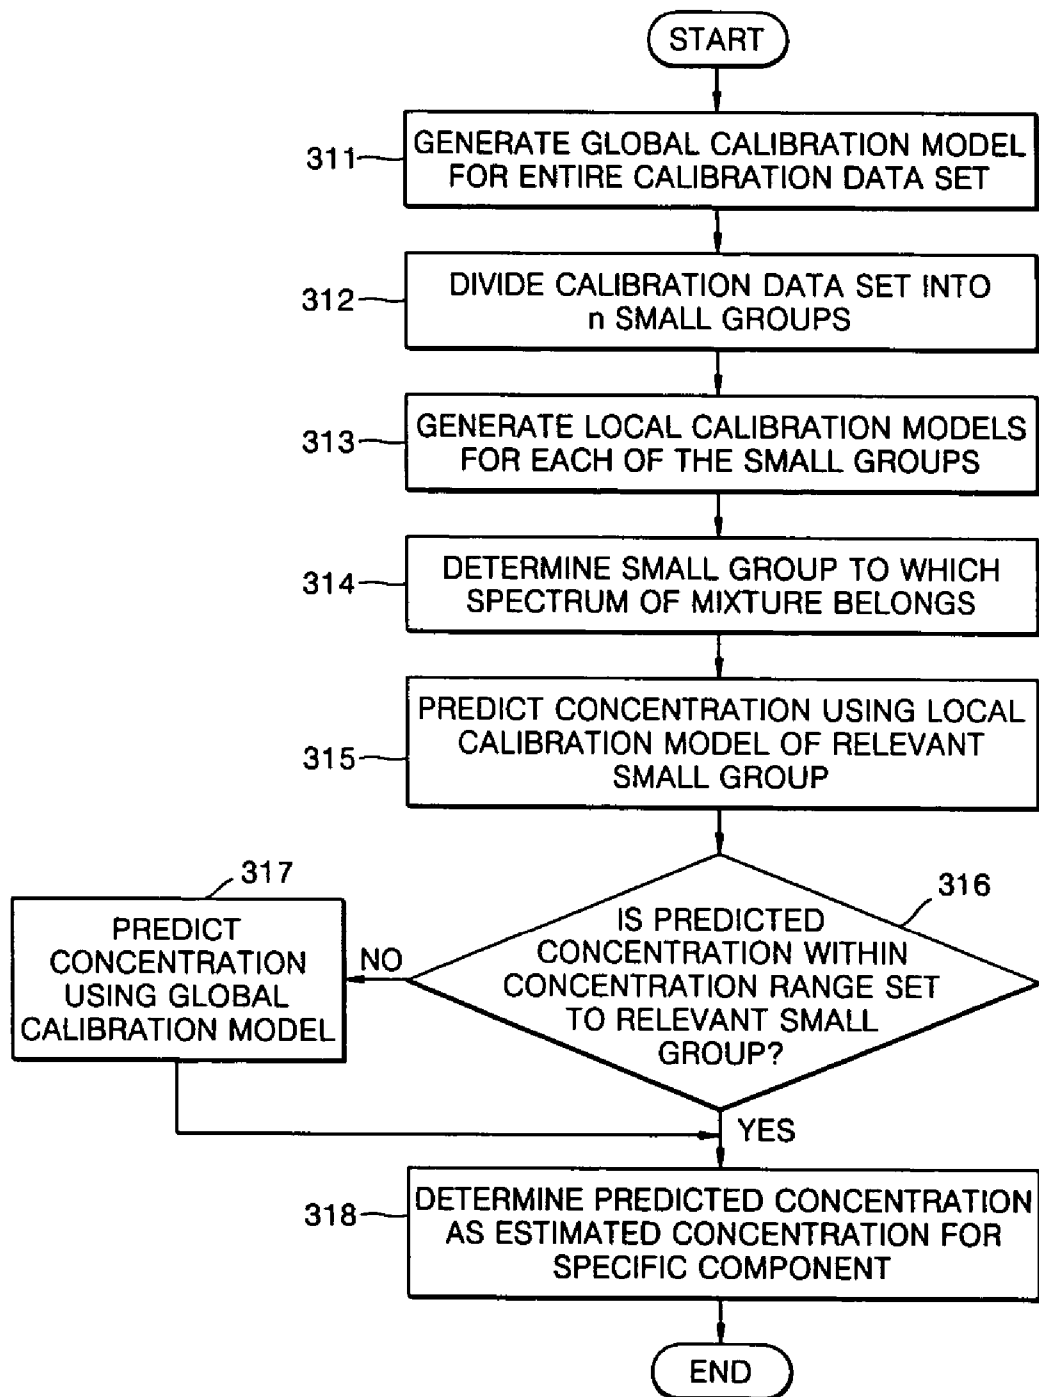 START
311
GENERATE GLOBAL CALIBRATION MODEL
FOR ENTIRE CALIBRATION DATA SET
312
DIVIDE CALIBRATION DATA SET INTO
n SMALL GROUPS
313
GENERATE LOCAL CALIBRATION MODELS
FOR EACH OF THE SMALL GROUPS
314
DETERMINE SMALL GROUP TO WHICH
SPECTRUM OF MIXTURE BELONGS
315
PREDICT CONCENTRATION USING LOCAL
CALIBRATION MODEL OF RELEVANT
SMALL GROUP
316
IS PREDICTED
CONCENTRATION WITHIN
CONCENTRATION RANGE SET
TO RELEVANT SMALL
GROUP?
NO
317
PREDICT
CONCENTRATION
USING GLOBAL
CALIBRATION MODEL
YES
318
DETERMINE PREDICTED CONCENTRATION
AS ESTIMATED CONCENTRATION FOR
SPECIFIC COMPONENT
END